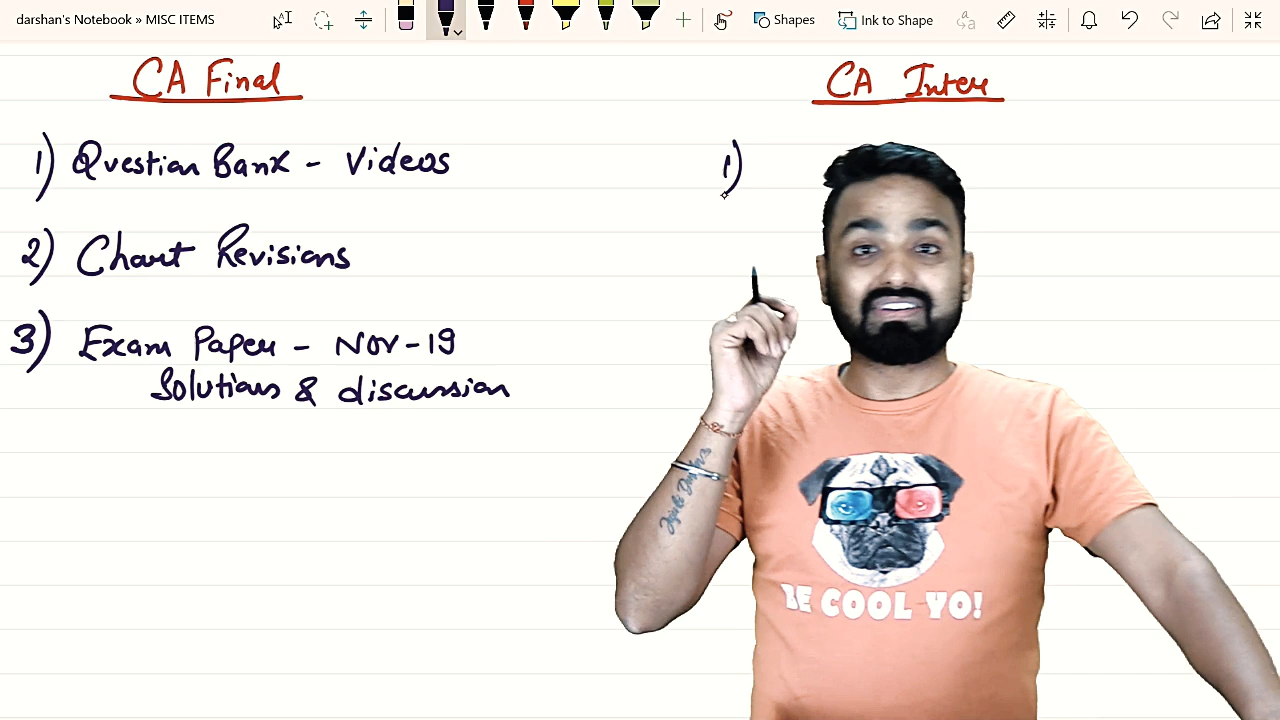 darshan's Notebook » MISC ITEMS
Shapes
Ink to Shape
CA Final
1) Question Bank - Videos
2) Chart Revisions
3) Exam Paper - Nov-19
Solutions & discussion
CA Inter
1)
BE COOL YO!